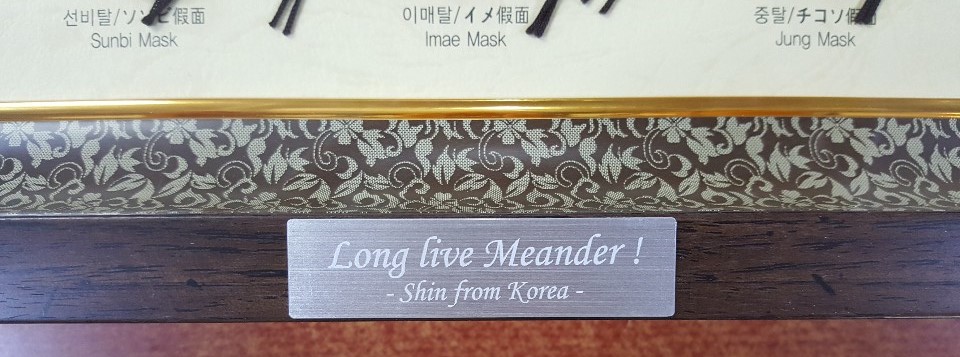 선비탈/ソンビ假面
Sunbi Mask
이매탈/イメ假面
Imae Mask
중탈/チコソ假面
Jung Mask
Long live Meander !
- Shin from Korea -